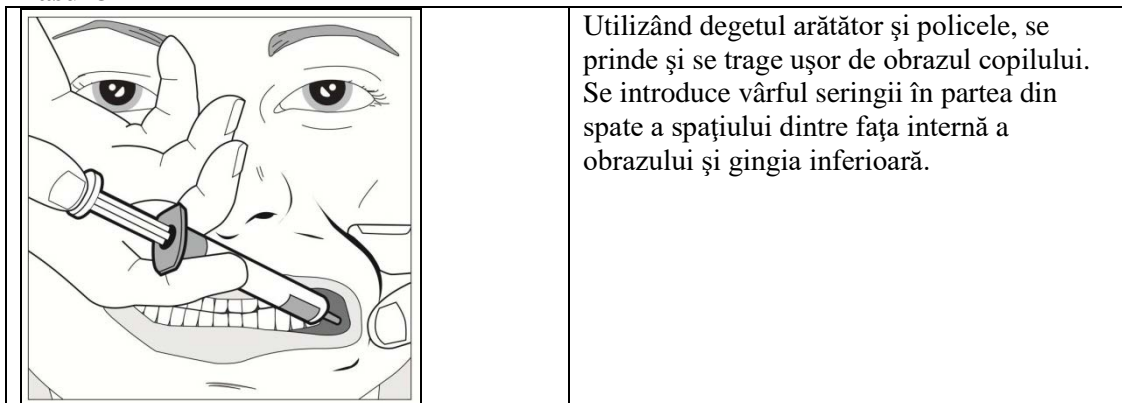 Utilizând degetul arătător şi policele, se
prinde şi se trage uşor de obrazul copilului.
Se introduce vârful seringii în partea din
spate a spaţiului dintre faţa internă a
obrazului şi gingia inferioară.